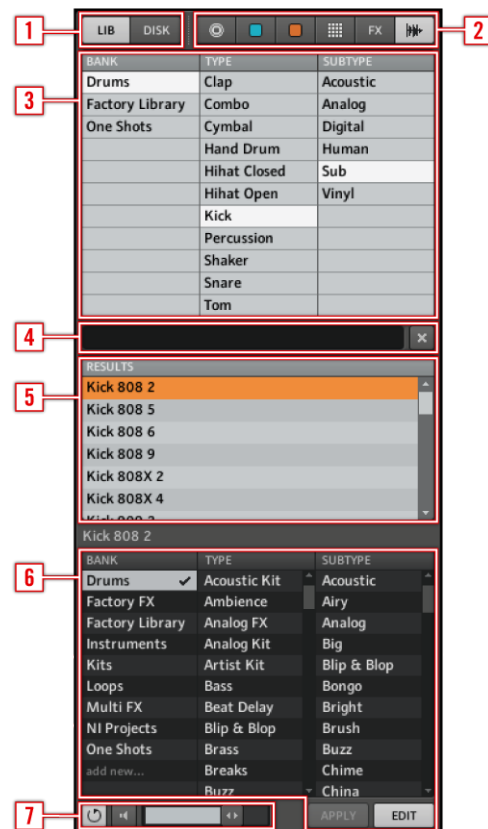 1 LIB DISK FX 2
3 BANK TYPE SUBTYPE
Drums Clap Acoustic
Factory Library Combo Analog
One Shots Cymbal Digital
Hand Drum Human
Hihat Closed Sub
Hihat Open Vinyl
Kick
Percussion
Shaker
Snare
Tom
4
5 RESULTS
Kick 808 2
Kick 808 5
Kick 808 6
Kick 808 9
Kick 808X 2
Kick 808X 4
Kick 808 2
6 BANK TYPE SUBTYPE
Drums Acoustic Kit Acoustic
Factory FX Ambience Airy
Factory Library Analog FX Analog
Instruments Analog Kit Big
Kits Artist Kit Blip & Blop
Loops Bass Bongo
Multi FX Beat Delay Bright
NI Projects Blip & Blop Brush
One Shots Brass Buzz
add new... Breaks Chime
Buzz China
7 APPLY EDIT